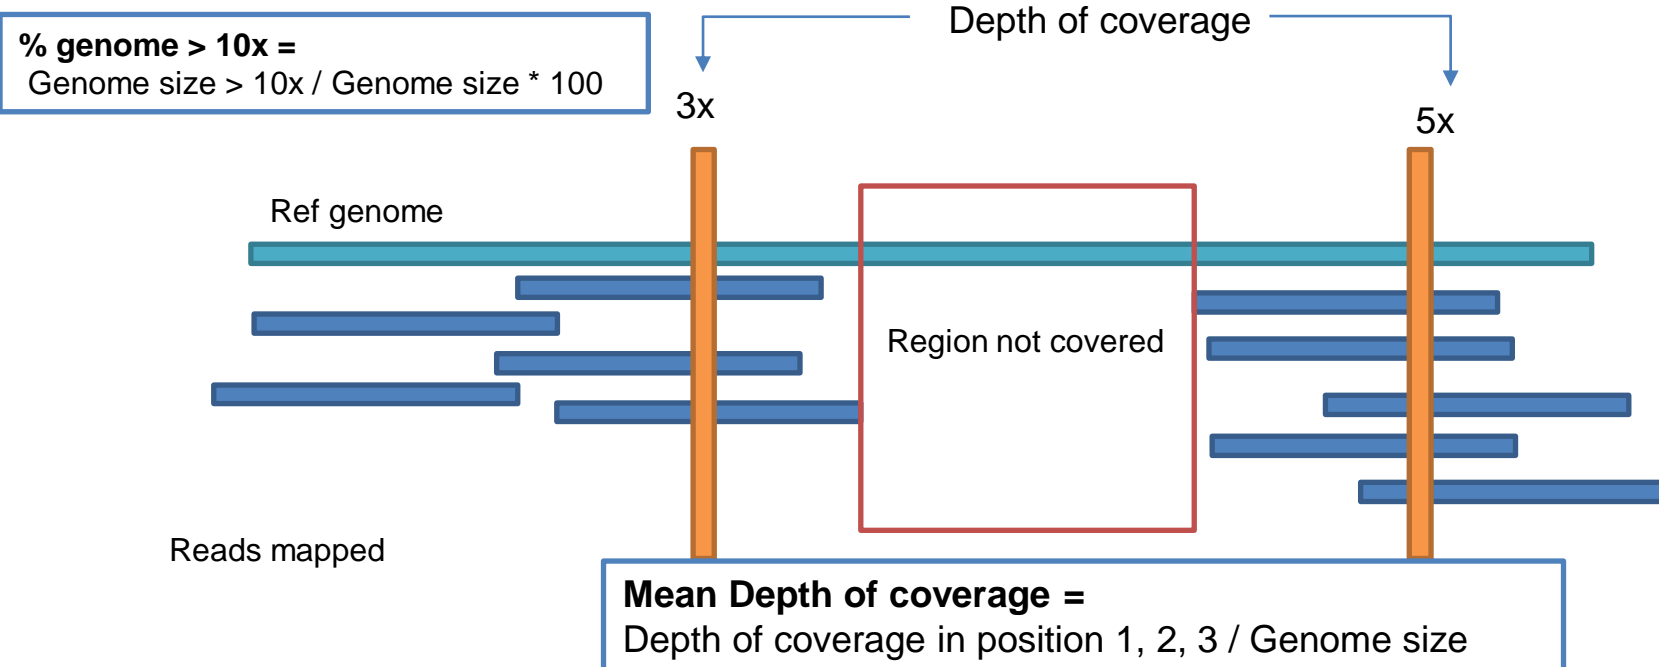 Depth of coverage
% genome > 10x =
Genome size > 10x / Genome size * 100
3x
5x
Ref genome
Region not covered
Reads mapped
Mean Depth of coverage =
Depth of coverage in position 1, 2, 3 / Genome size